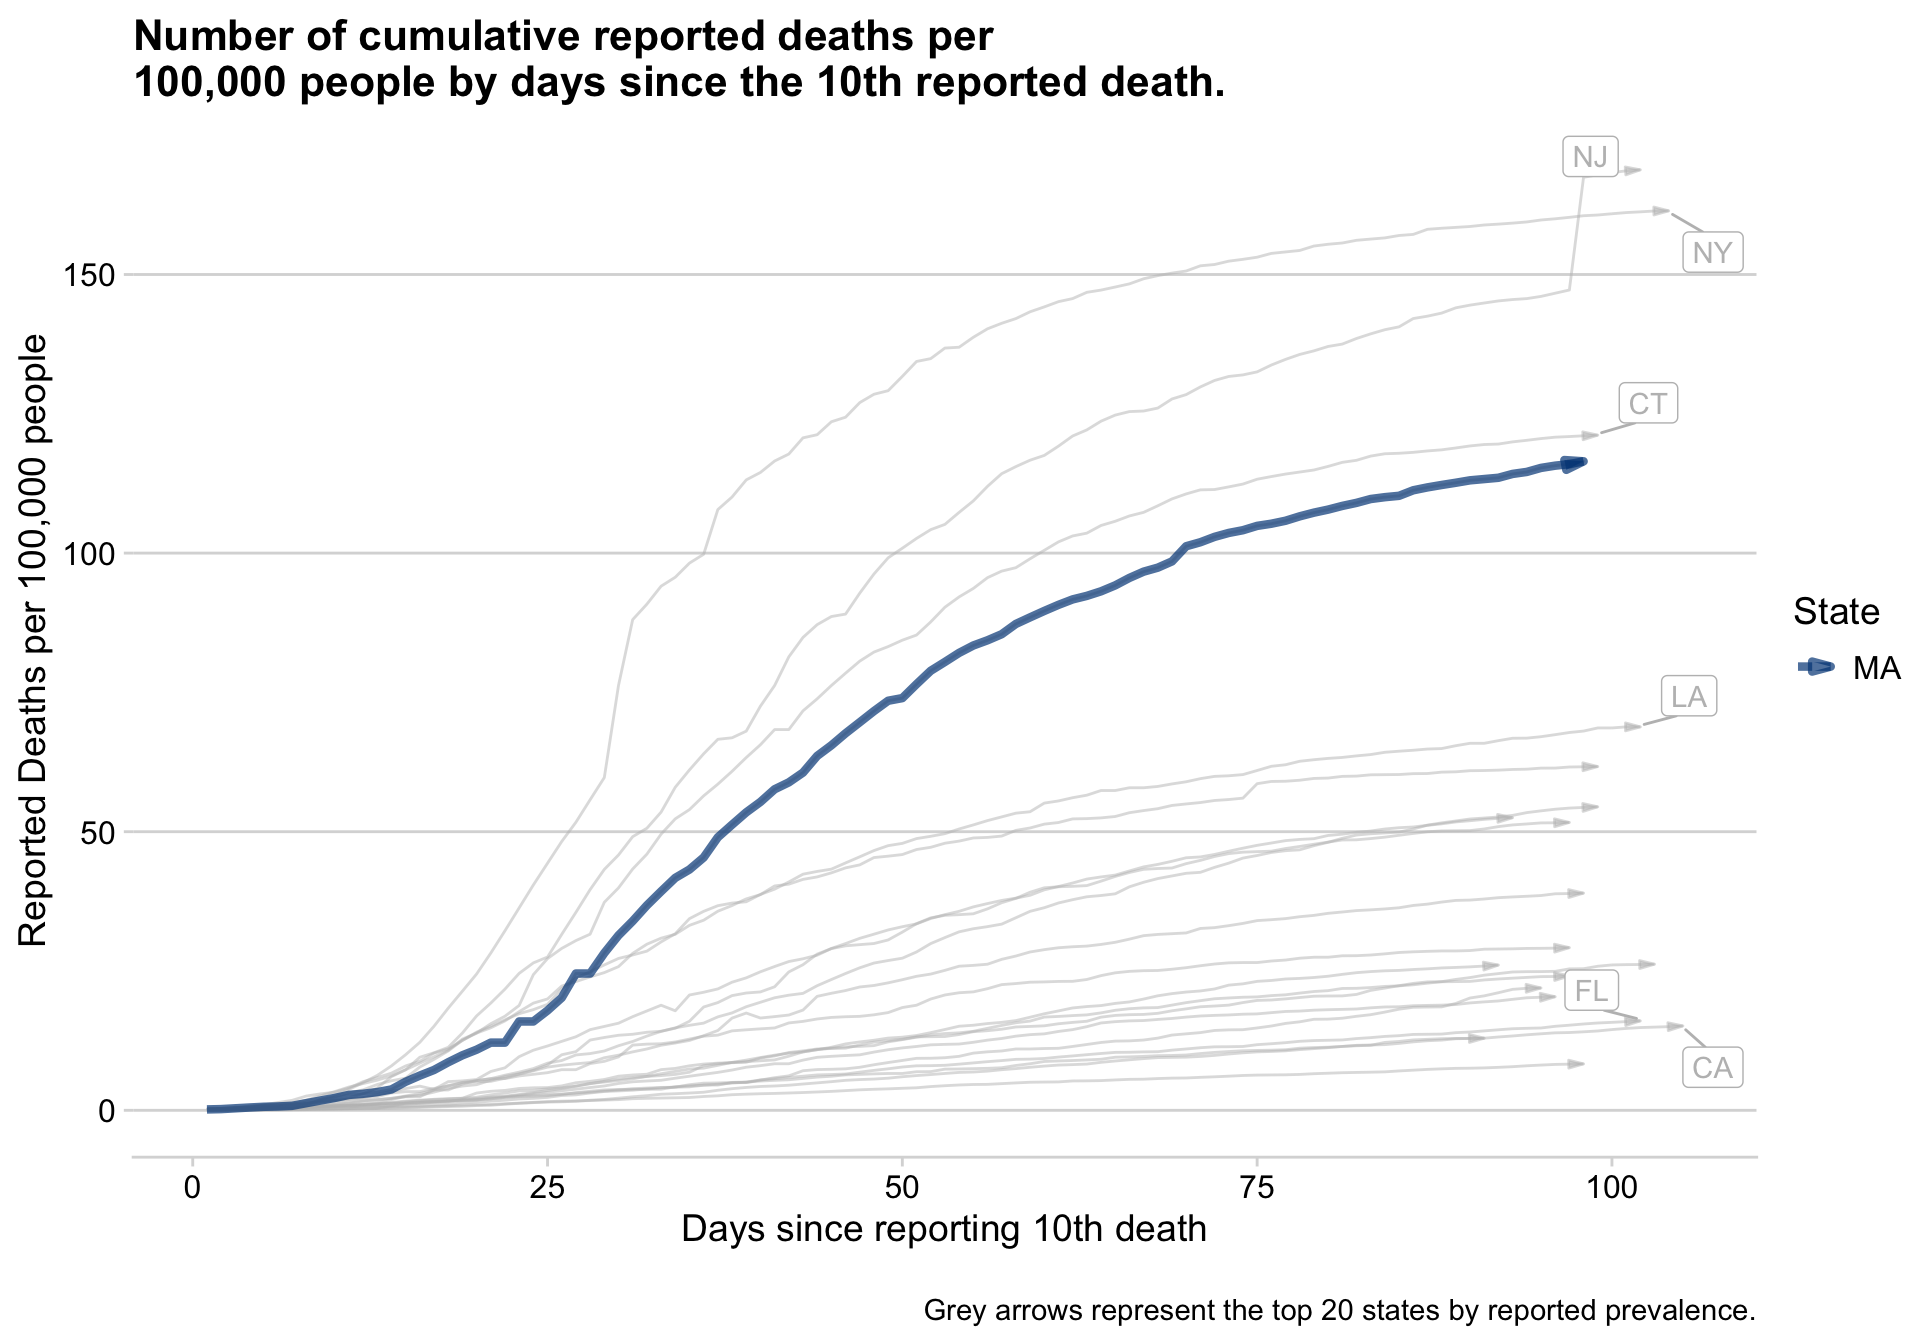 Number of cumulative reported deaths per
100,000 people by days since the 10th reported death.
NJ
NY
150
CT
100
State
MA
LA
50
FL
CA
0
Reported Deaths per 100,000 people
0 25 50 75 100
Days since reporting 10th death
Grey arrows represent the top 20 states by reported prevalence.